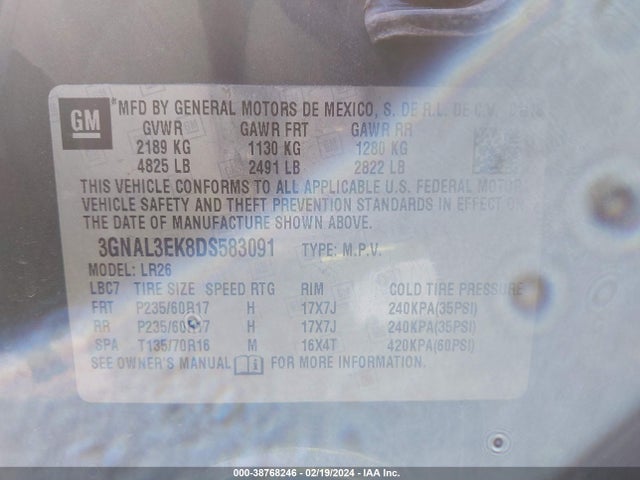 GM
*MFD BY GENERAL MOTORS DE MEXICO, S. DE R.L. DE C.V.
GVWR GAWR FRT GAWR RR
2189 KG 1130 KG 1280 KG
4825 LB 2491 LB 2822 LB
THIS VEHICLE CONFORMS TO ALL APPLICABLE U.S. FEDERAL MOTOR
VEHICLE SAFETY AND THEFT PREVENTION STANDARDS IN EFFECT ON
THE DATE OF MANUFACTURE SHOWN ABOVE.
3GNAL3EK8DS583091 TYPE: M.P.V.
MODEL: LR26
LBC7 TIRE SIZE SPEED RTG RIM COLD TIRE PRESSURE
FRT P235/60R17 H 17X7J 240KPA(35PSI)
RR P235/60R17 H 17X7J 240KPA(35PSI)
SPA T135/70R16 M 16X4T 420KPA(60PSI)
SEE OWNER'S MANUAL FOR MORE INFORMATION.
000-38768246 - 02/19/2024 - IAA Inc.